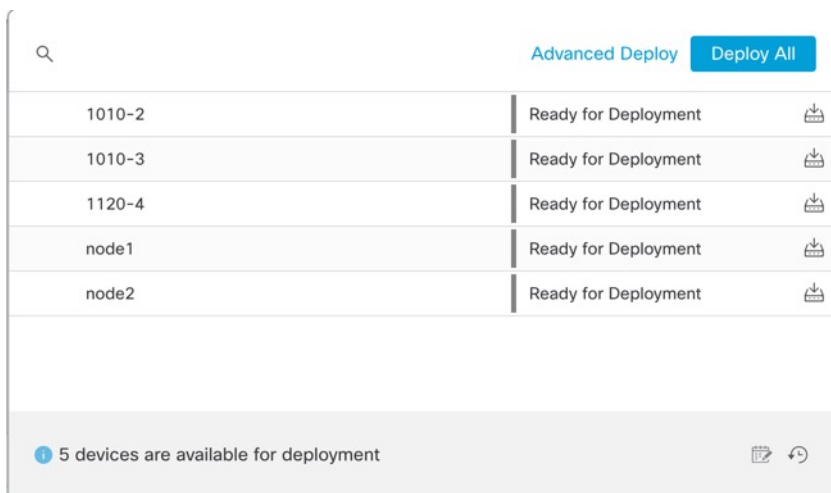 Advanced Deploy Deploy All
1010-2 Ready for Deployment
1010-3 Ready for Deployment
1120-4 Ready for Deployment
node1 Ready for Deployment
node2 Ready for Deployment
5 devices are available for deployment